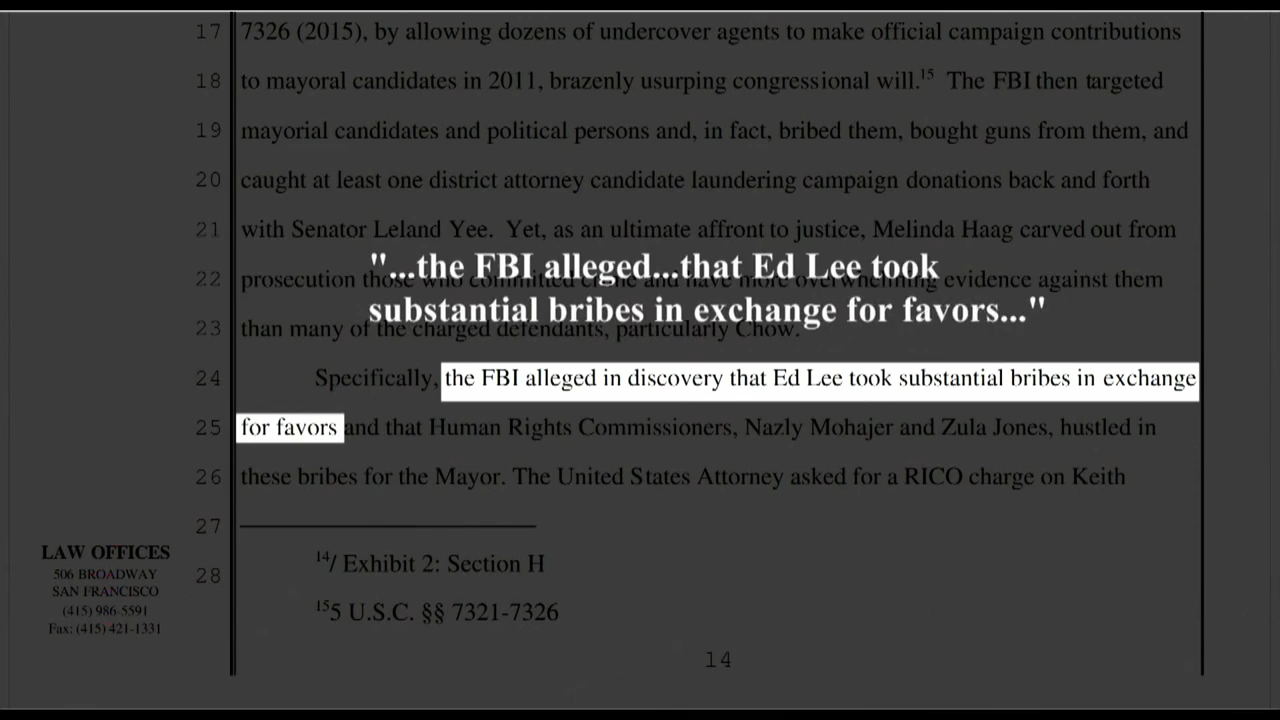 17 7326 (2015), by allowing dozens of undercover agents to make official campaign contributions
18 to mayoral candidates in 2011, brazenly usurping congressional will.15 The FBI then targeted
19 mayorial candidates and political persons and, in fact, bribed them, bought guns from them, and
20 caught at least one district attorney candidate laundering campaign donations back and forth
21 with Senator Leland Yee. Yet, as an ultimate affront to justice, Melinda Haag carved out from
"...the FBI alleged...that Ed Lee took
22 prosecution those who committed crime and have more overwhelming evidence against them
substantial bribes in exchange for favors..."
23 than many of the charged defendants, particularly Chow.
24 Specifically, the FBI alleged in discovery that Ed Lee took substantial bribes in exchange
25 for favors and that Human Rights Commissioners, Nazly Mohajer and Zula Jones, hustled in
26 these bribes for the Mayor. The United States Attorney asked for a RICO charge on Keith
27
LAW OFFICES
506 BROADWAY
SAN FRANCISCO
(415) 986-5591
Fax: (415) 421-1331
14/ Exhibit 2: Section H
28
155 U.S.C. §§ 7321-7326
14